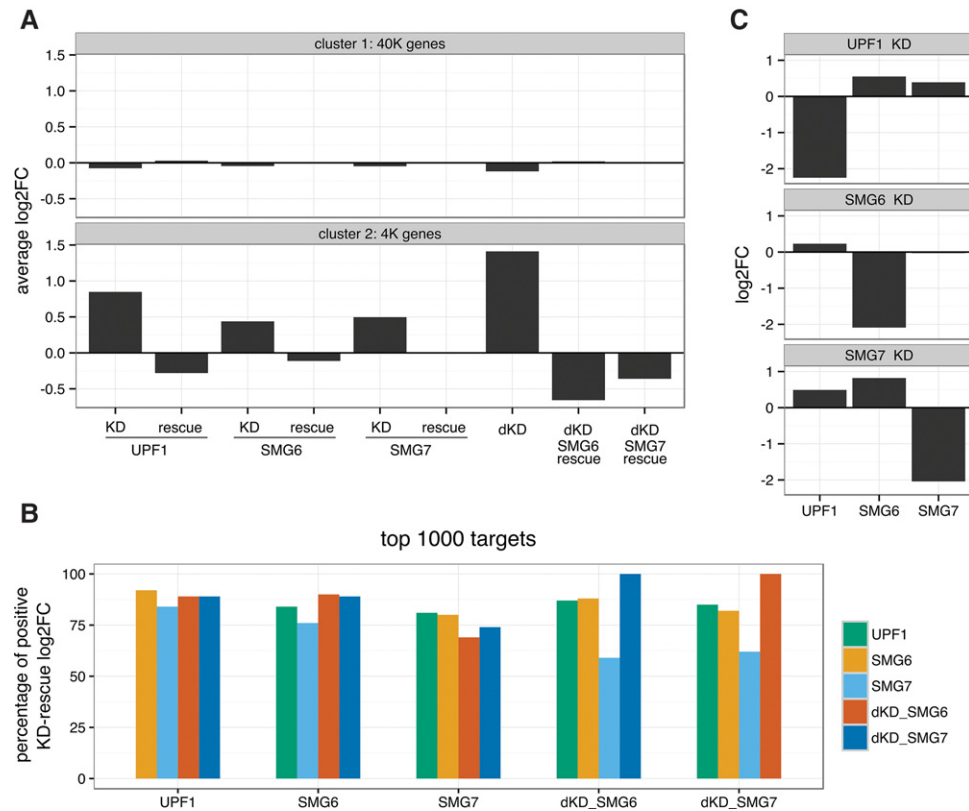 A
cluster 1: 40K genes
1.5
1.0
0.5
0.0
-0.5
average log2FC
cluster 2: 4K genes
1.5
1.0
0.5
0.0
-0.5
KD rescue KD rescue KD rescue dKD dKD dKD
SMG6 SMG7
rescue rescue
UPF1 SMG6 SMG7
C
UPF1 KD
1
0
-1
-2
SMG6 KD
1
0
-1
-2
log2FC
SMG7 KD
1
0
-1
-2
UPF1 SMG6 SMG7
B
top 1000 targets
percentage of positive
KD-rescue log2FC
100
75
50
25
0
UPF1 SMG6 SMG7 dKD_SMG6 dKD_SMG7
UPF1
SMG6
SMG7
dKD_SMG6
dKD_SMG7